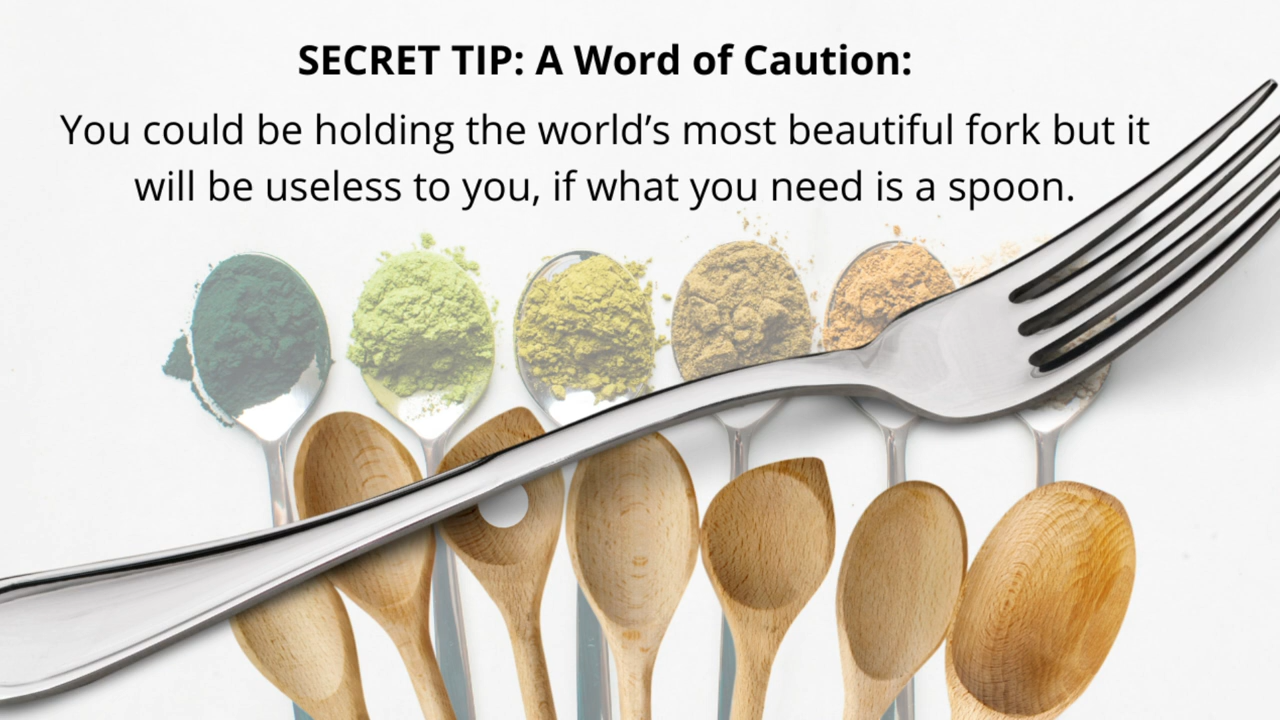 SECRET TIP: A Word of Caution:
You could be holding the world’s most beautiful fork but it
will be useless to you, if what you need is a spoon.